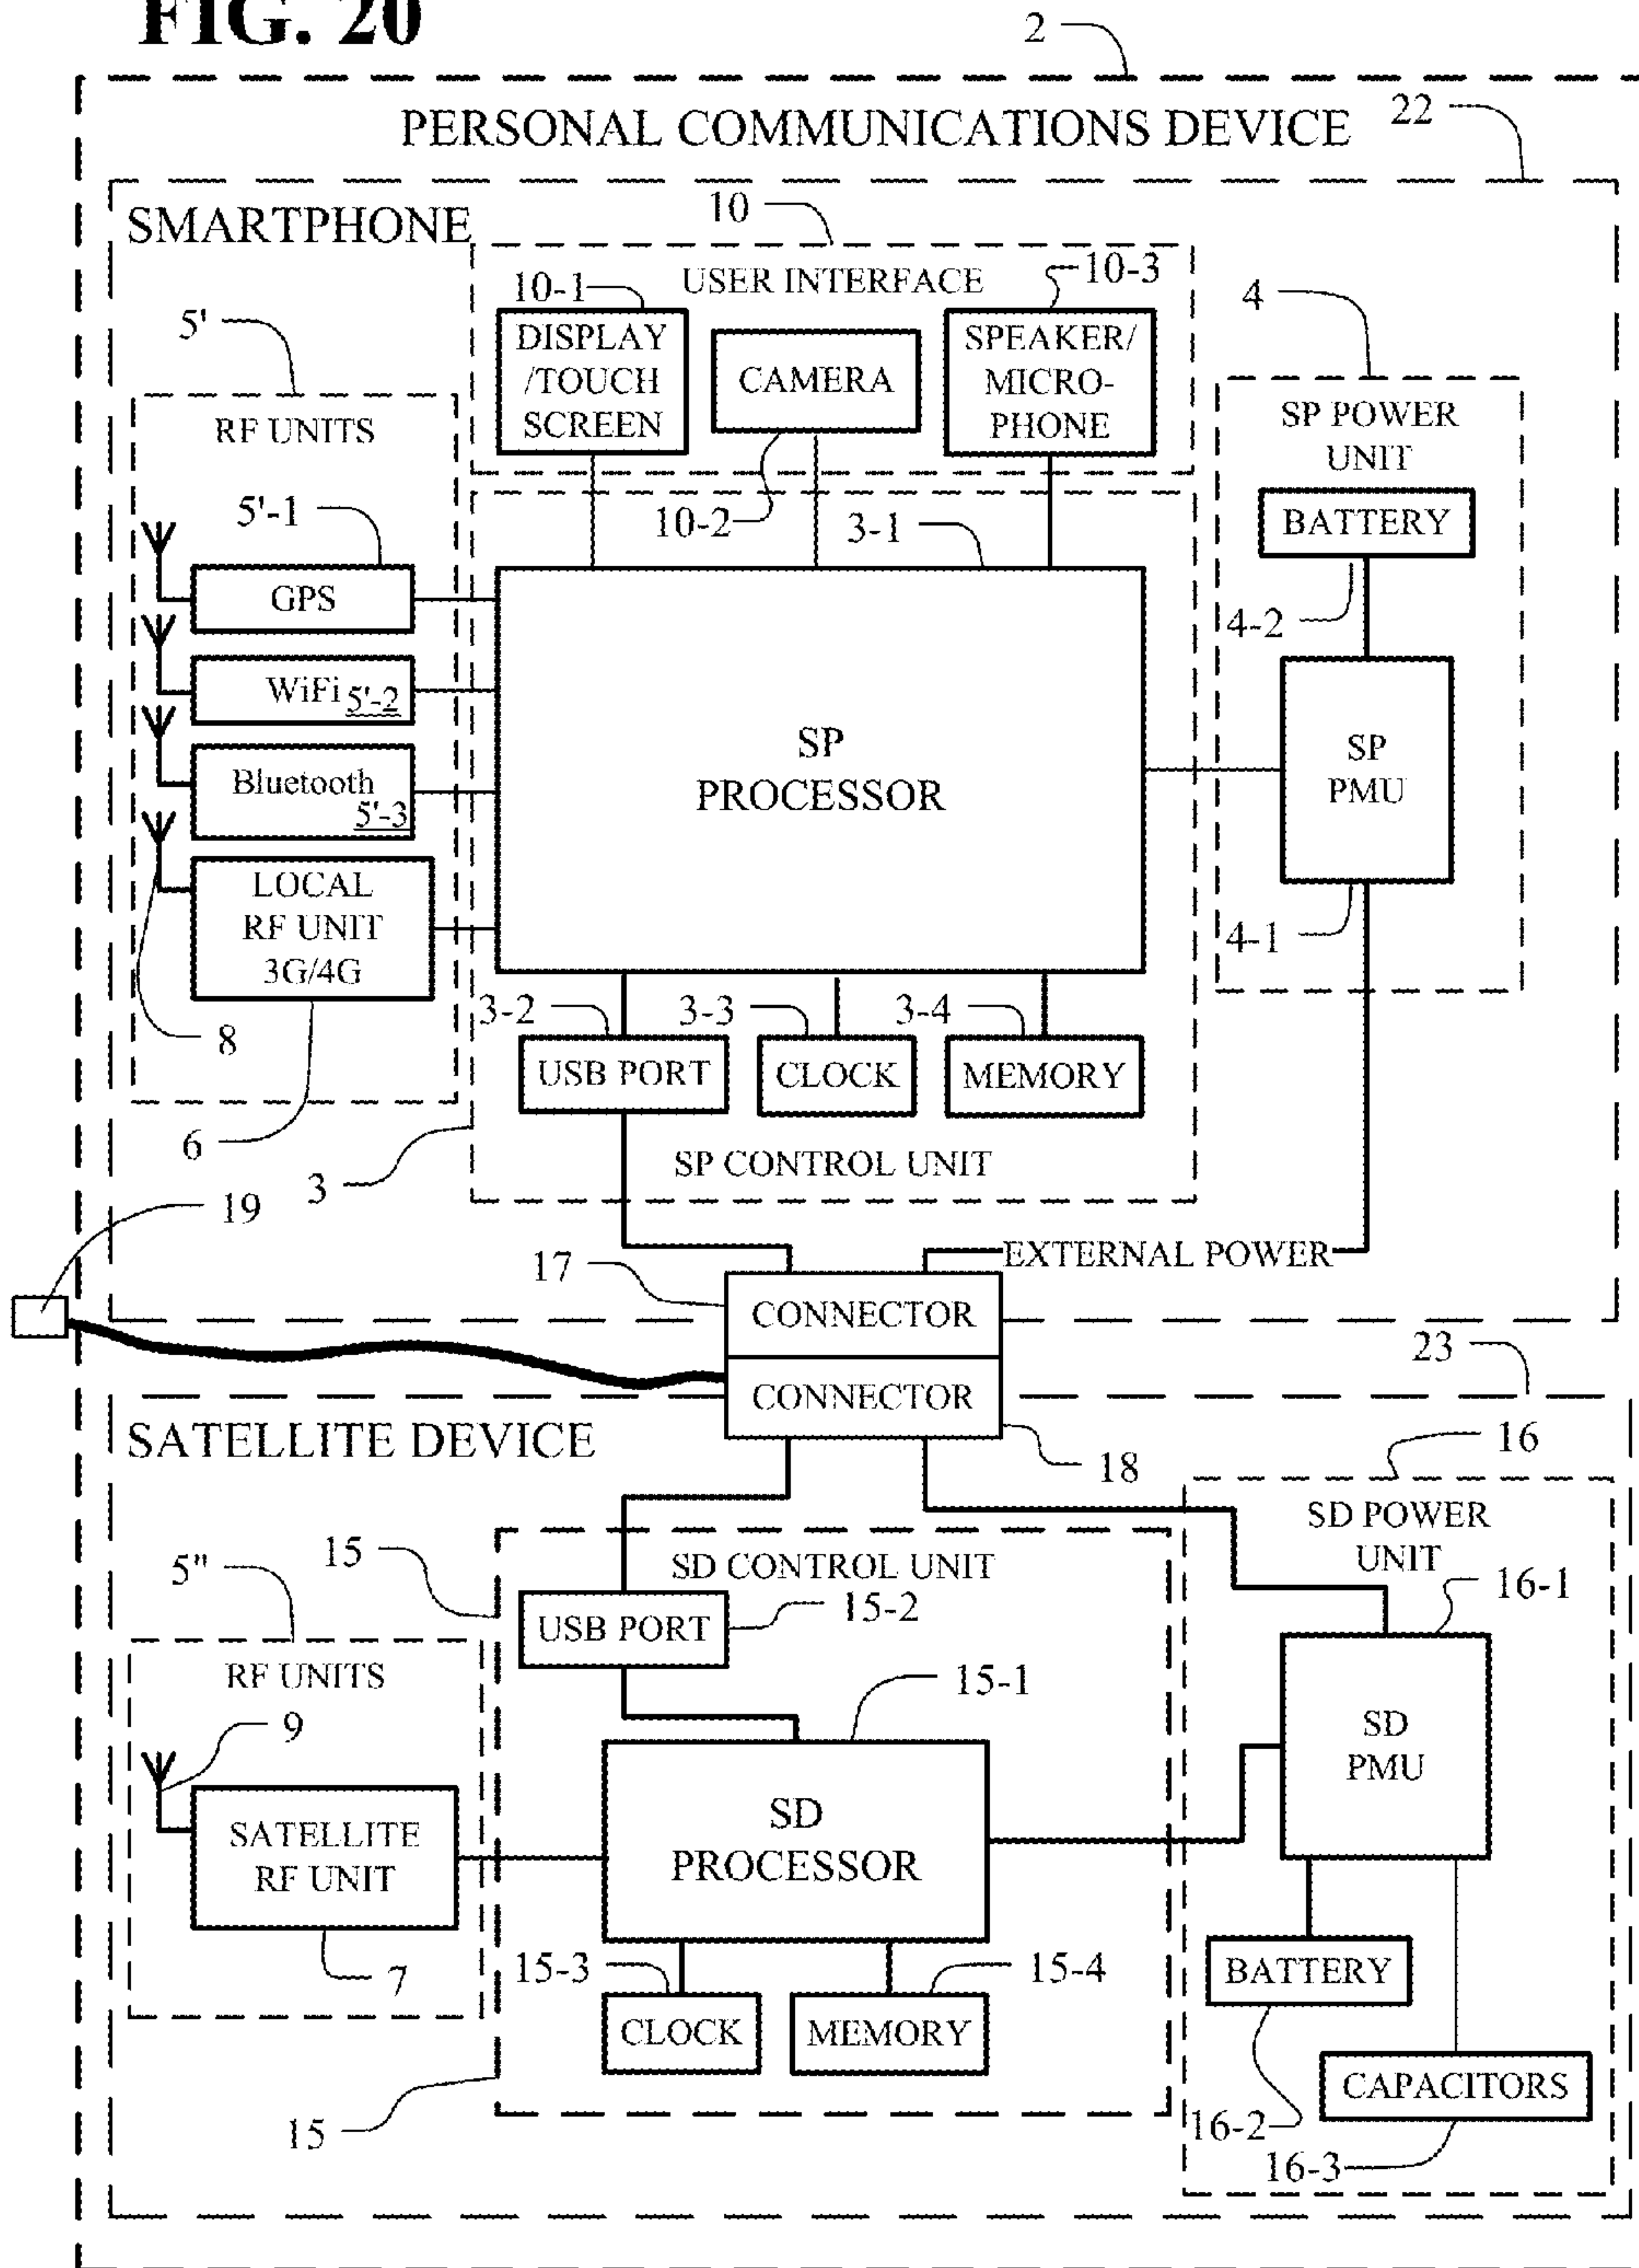 FIG. 20
2
PERSONAL COMMUNICATIONS DEVICE
22
SMARTPHONE
10
USER INTERFACE
10-1
10-3
DISPLAY
/TOUCH
SCREEN
CAMERA
SPEAKER/
MICRO-
PHONE
10-2
4
SP POWER
UNIT
BATTERY
4-2
SP
PMU
4-1
5'
RF UNITS
5'-1
GPS
WiFi 5'-2
Bluetooth
5'-3
LOCAL
RF UNIT
3G/4G
8
6
3-1
SP
PROCESSOR
3-2
3-3
3-4
USB PORT
CLOCK
MEMORY
SP CONTROL UNIT
3
19
EXTERNAL POWER
17
CONNECTOR
CONNECTOR
18
23
SATELLITE DEVICE
16
SD POWER
UNIT
16-1
SD
PMU
BATTERY
CAPACITORS
16-2
16-3
15
SD CONTROL UNIT
USB PORT
15-2
15-1
SD
PROCESSOR
15-3
15-4
CLOCK
MEMORY
15
5"
RF UNITS
9
SATELLITE
RF UNIT
7